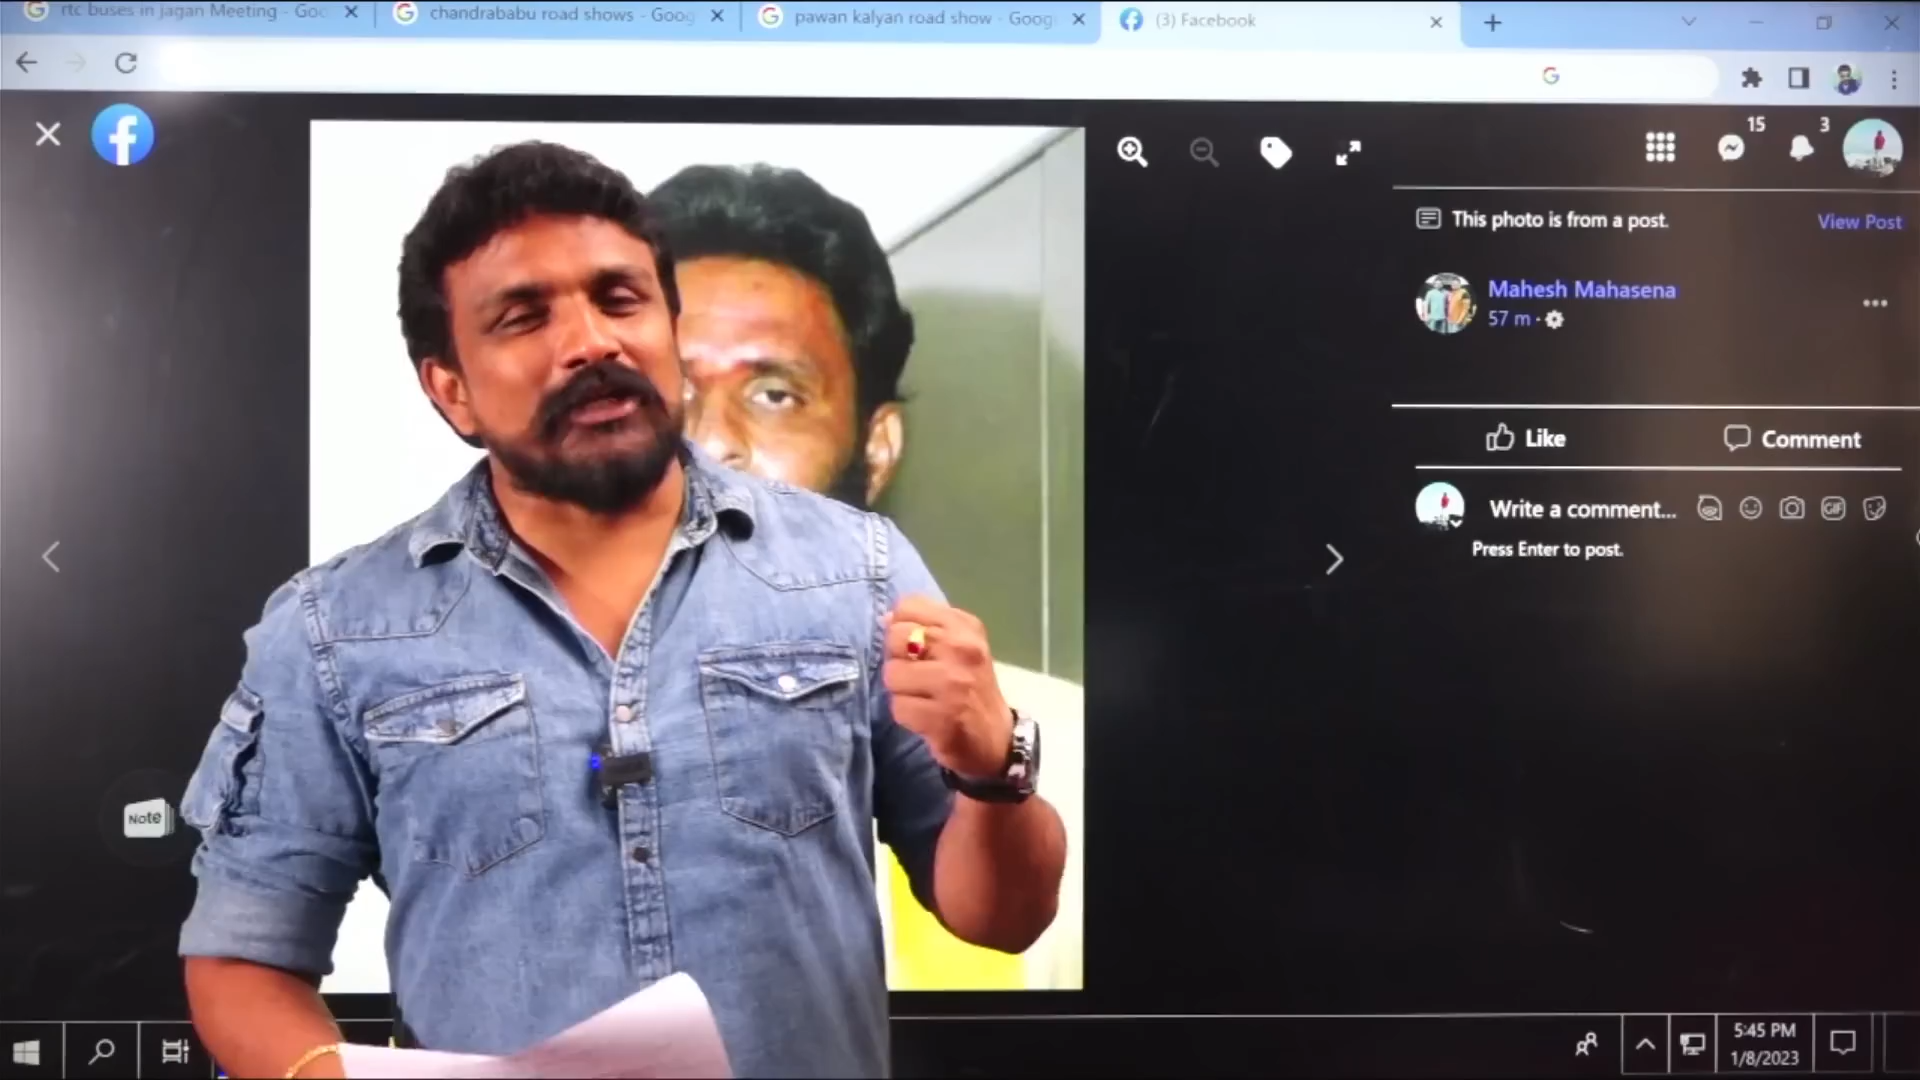 rtc buses in jagan Meeting - Goo
chandrababu road shows - Goog
pawan kalyan road show - Googl
(3) Facebook
15
3
This photo is from a post.
View Post
Mahesh Mahasena
57 m
Like
Comment
Write a comment...
GIF
Press Enter to post.
Note
5:45 PM
1/8/2023